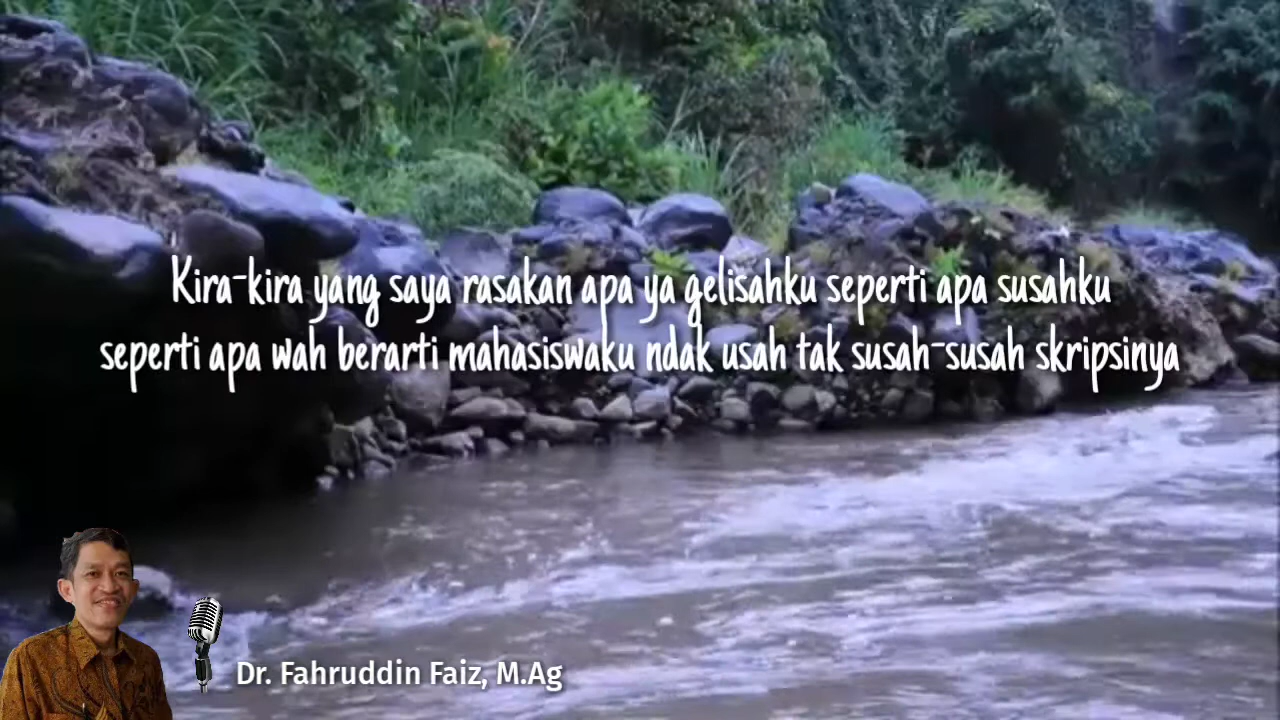 Kira-kira yang saya rasakan apa ya gelisahku seperti apa susahku
seperti apa wah berarti mahasiswaku ndak usah tak susah-susah skripsinya
Dr. Fahruddin Faiz, M.Ag